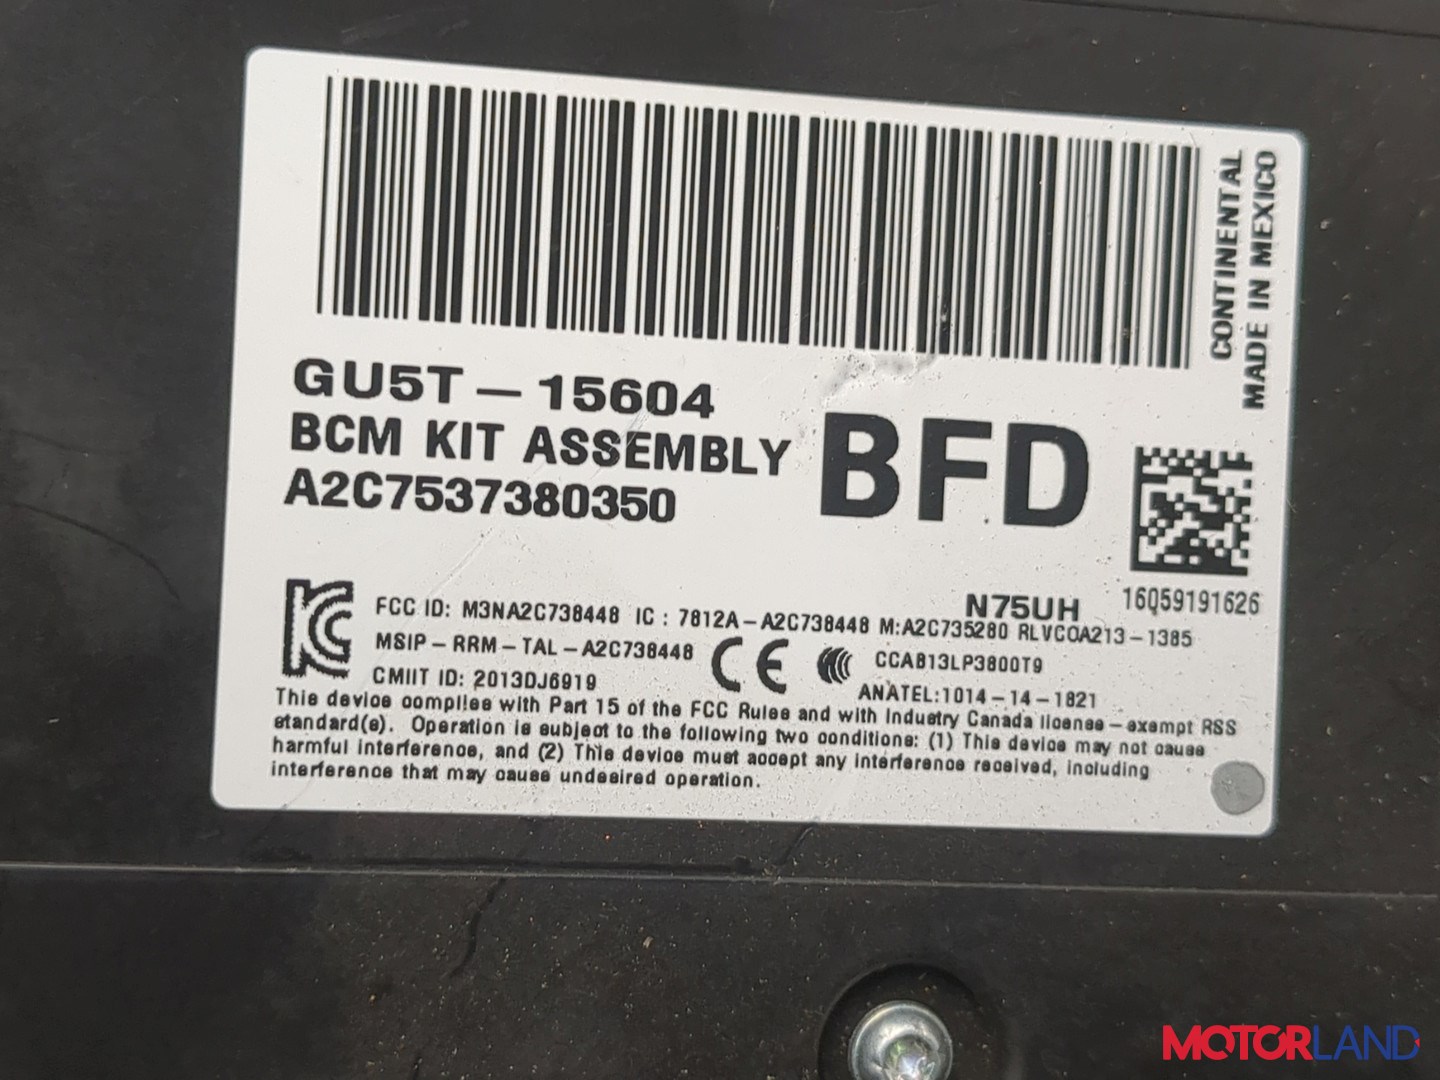 CONTINENTAL
MADE IN MEXICO
GU5T-15604
BCM KIT ASSEMBLY
A2C7537380350
BFD
N75UH
16Q59191626
FCC ID: M3NA2C738448 IC: 7812A-A2C738448 M:A2C735280 RLVCOA213-1385
MSIP-RRM-TAL-A2C738448 CE CCAB13LP3800T9
CMIIT ID: 2013DJ6919 ANATEL:1014-14-1821
This device complies with Part 15 of the FCC Rules and with Industry Canada license-exempt RSS
standard(s). Operation is subject to the following two conditions: (1) This device may not cause
harmful interference, and (2) This device must accept any interference received, including
interference that may cause undesired operation.
MOTORLAND